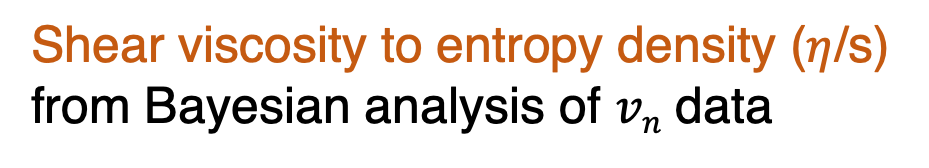 Shear viscosity to entropy density (η/s)
from Bayesian analysis of vₙ data